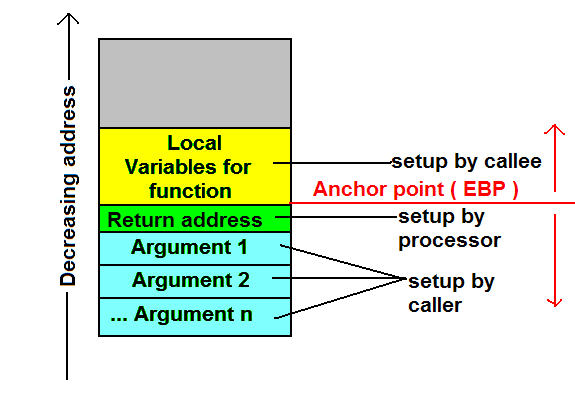 Decreasing address
Local
Variables for
function
setup by callee
Anchor point ( EBP )
Return address
setup by
processor
Argument 1
Argument 2
... Argument n
setup by
caller